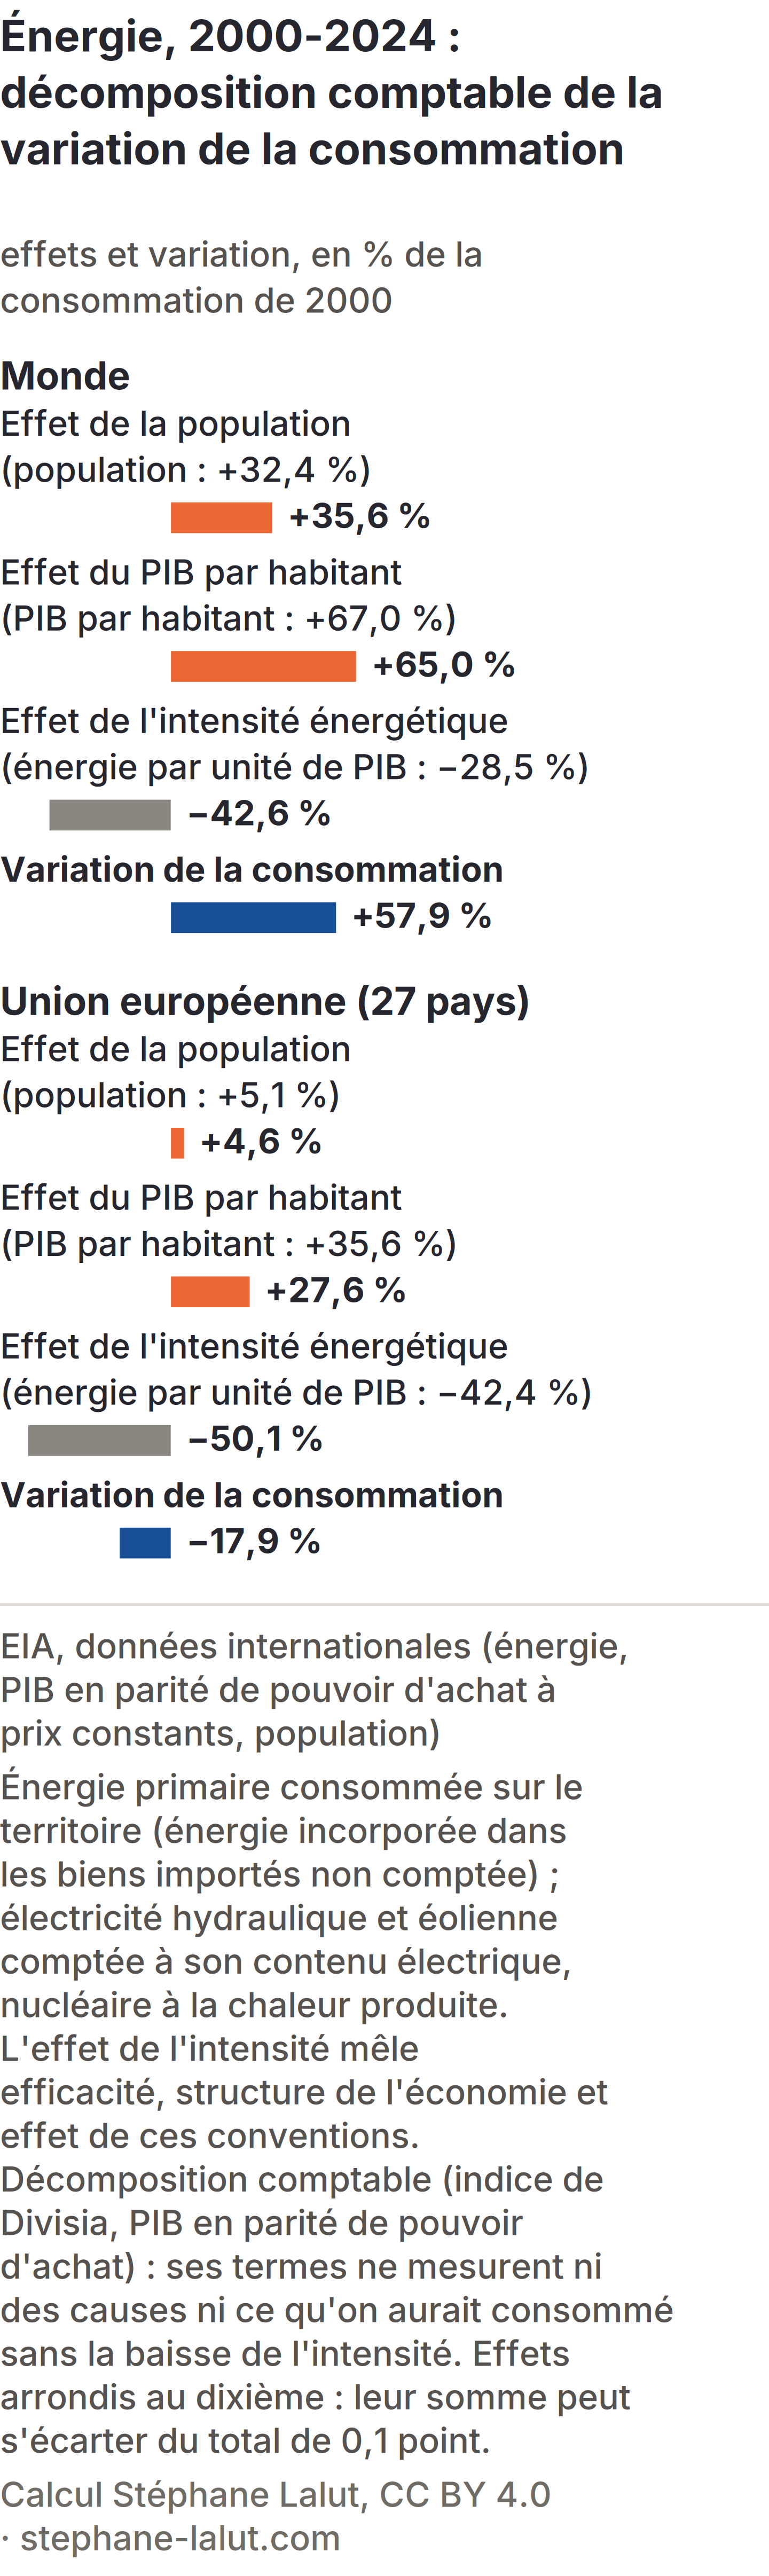 Énergie, 2000-2024 :
décomposition comptable de la
variation de la consommation
effets et variation, en % de la
consommation de 2000
Monde
Effet de la population
(population : +32,4 %)
+35,6 %
Effet du PIB par habitant
(PIB par habitant : +67,0 %)
+65,0 %
Effet de l'intensité énergétique
(énergie par unité de PIB : −28,5 %)
−42,6 %
Variation de la consommation
+57,9 %
Union européenne (27 pays)
Effet de la population
(population : +5,1 %)
+4,6 %
Effet du PIB par habitant
(PIB par habitant : +35,6 %)
+27,6 %
Effet de l'intensité énergétique
(énergie par unité de PIB : −42,4 %)
−50,1 %
Variation de la consommation
−17,9 %
EIA, données internationales (énergie,
PIB en parité de pouvoir d'achat à
prix constants, population)
Énergie primaire consommée sur le
territoire (énergie incorporée dans
les biens importés non comptée) ;
électricité hydraulique et éolienne
comptée à son contenu électrique,
nucléaire à la chaleur produite.
L'effet de l'intensité mêle
efficacité, structure de l'économie et
effet de ces conventions.
Décomposition comptable (indice de
Divisia, PIB en parité de pouvoir
d'achat) : ses termes ne mesurent ni
des causes ni ce qu'on aurait consommé
sans la baisse de l'intensité. Effets
arrondis au dixième : leur somme peut
s'écarter du total de 0,1 point.
Calcul Stéphane Lalut, CC BY 4.0
· stephane-lalut.com